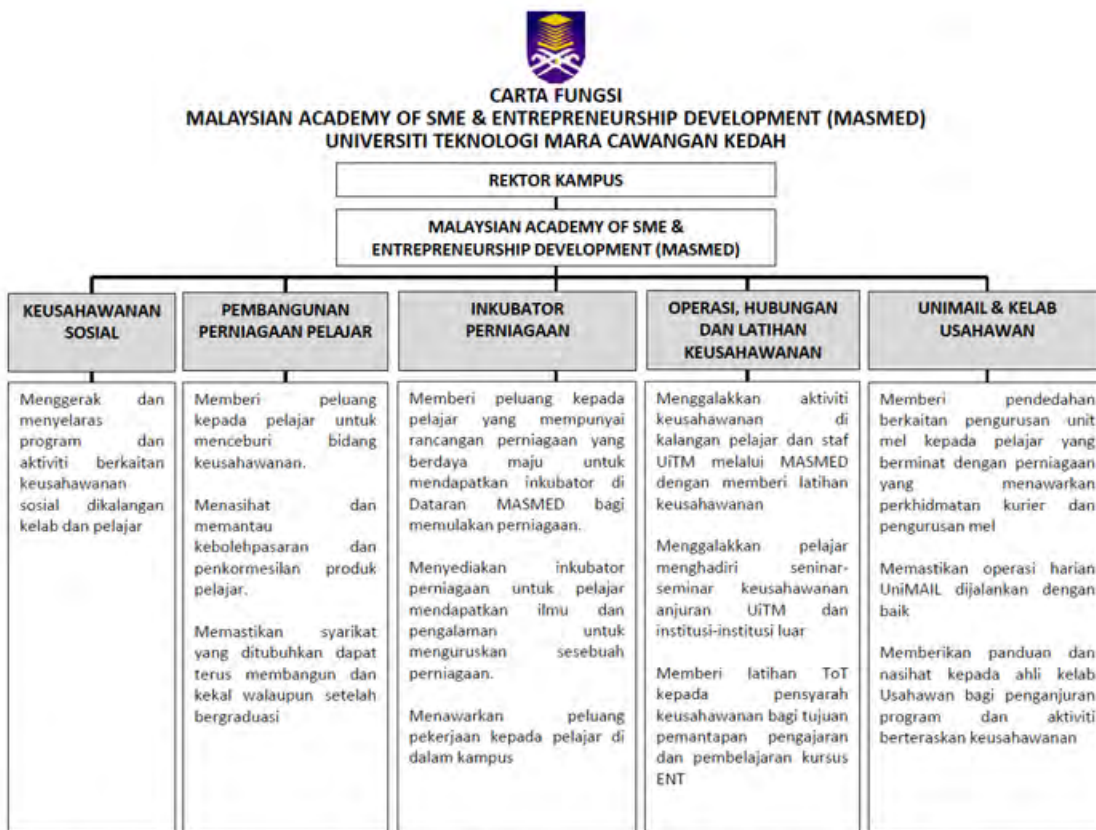 CARTA FUNGSI
MALAYSIAN ACADEMY OF SME & ENTREPRENEURSHIP DEVELOPMENT (MASMED)
UNIVERSITI TEKNOLOGI MARA CAWANGAN KEDAH
REKTOR KAMPUS
MALAYSIAN ACADEMY OF SME &
ENTREPRENEURSHIP DEVELOPMENT (MASMED)
KEUSAHAWANAN
SOSIAL
Menggerak dan
menyelaras
program dan
aktiviti berkaitan
keusahawanan
sosial dikalangan
kelab dan pelajar
PEMBANGUNAN
PERNIAGAAN PELAJAR
Memberi peluang
kepada pelajar untuk
menceburi bidang
keusahawanan.
Menasihat dan
memantau
kebolehpasaran dan
penkormesilan produk
pelajar.
Memastikan syarikat
yang ditubuhkan dapat
terus membangun dan
kekal walaupun setelah
bergraduasi
INKUBATOR
PERNIAGAAN
Memberi peluang kepada
pelajar yang mempunyai
rancangan perniagaan yang
berdaya maju untuk
mendapatkan inkubator di
Dataran MASMED bagi
memulakan perniagaan.
Menyediakan inkubator
perniagaan untuk pelajar
mendapatkan ilmu dan
pengalaman untuk
menguruskan sesebuah
perniagaan.
Menawarkan peluang
pekerjaan kepada pelajar di
dalam kampus
OPERASI, HUBUNGAN
DAN LATIHAN
KEUSAHAWANAN
Menggalakkan aktiviti
keusahawanan di
kalangan pelajar dan staf
UiTM melalui MASMED
dengan memberi latihan
keusahawanan
Menggalakkan pelajar
menghadiri seminar-
seminar keusahawanan
anjuran UiTM dan
institusi-institusi luar
Memberi latihan ToT
kepada pensyarah
keusahawanan bagi tujuan
pemantapan pengajaran
dan pembelajaran kursus
ENT
UNIMAIL & KELAB
USAHAWAN
Memberi pendedahan
berkaitan pengurusan unit
mel kepada pelajar yang
berminat dengan perniagaan
yang menawarkan
perkhidmatan kurier dan
pengurusan mel
Memastikan operasi harian
UniMAIL dijalankan dengan
baik
Memberikan panduan dan
nasihat kepada ahli kelab
Usahawan bagi penganjuran
program dan aktiviti
berteraskan keusahawanan